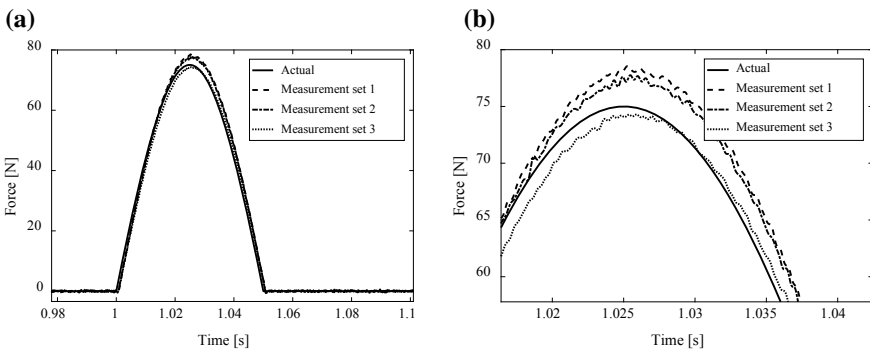 (a)
80
60
40
20
0
Force [N]
0.98 1 1.02 1.04 1.06 1.08 1.1
Time [s]
Actual
Measurement set 1
Measurement set 2
Measurement set 3
(b)
80
75
70
65
60
Force [N]
1.02 1.025 1.03 1.035 1.04
Time [s]
Actual
Measurement set 1
Measurement set 2
Measurement set 3